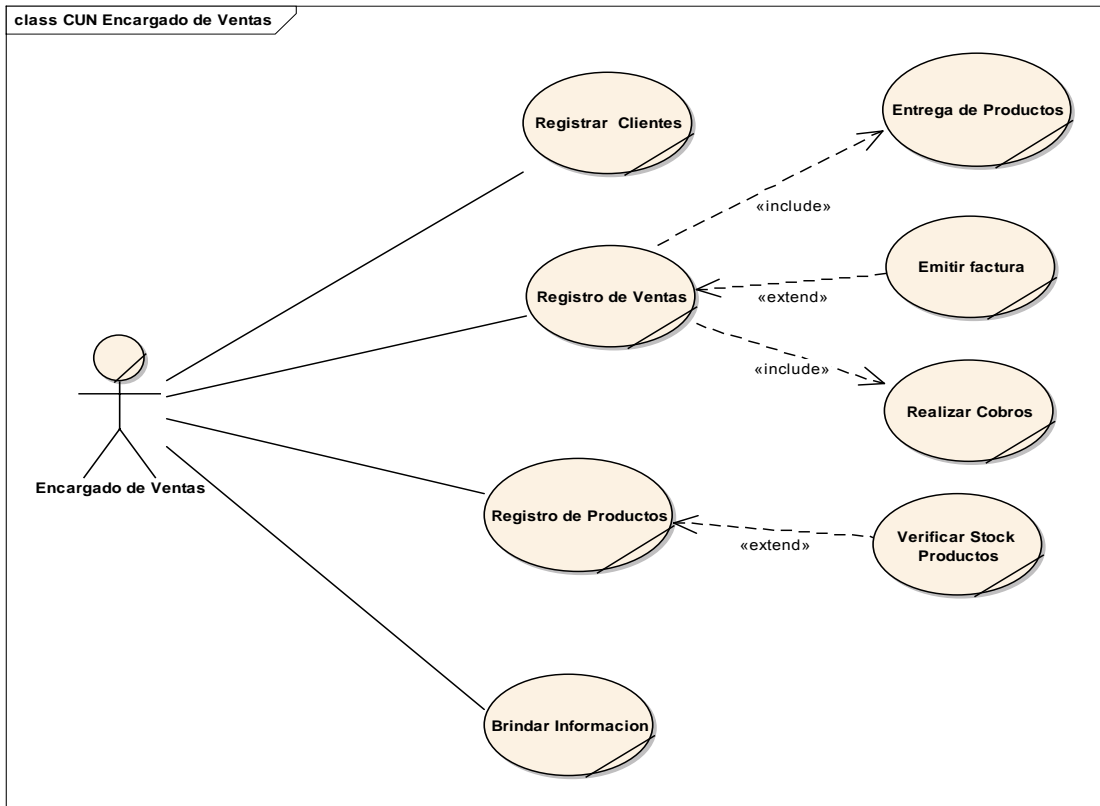 class CUN Encargado de Ventas
Registrar Clientes
Entrega de Productos
«include»
Emitir factura
Registro de Ventas
«extend»
«include»
Realizar Cobros
Encargado de Ventas
Registro de Productos
Verificar Stock
Productos
«extend»
Brindar Informacion